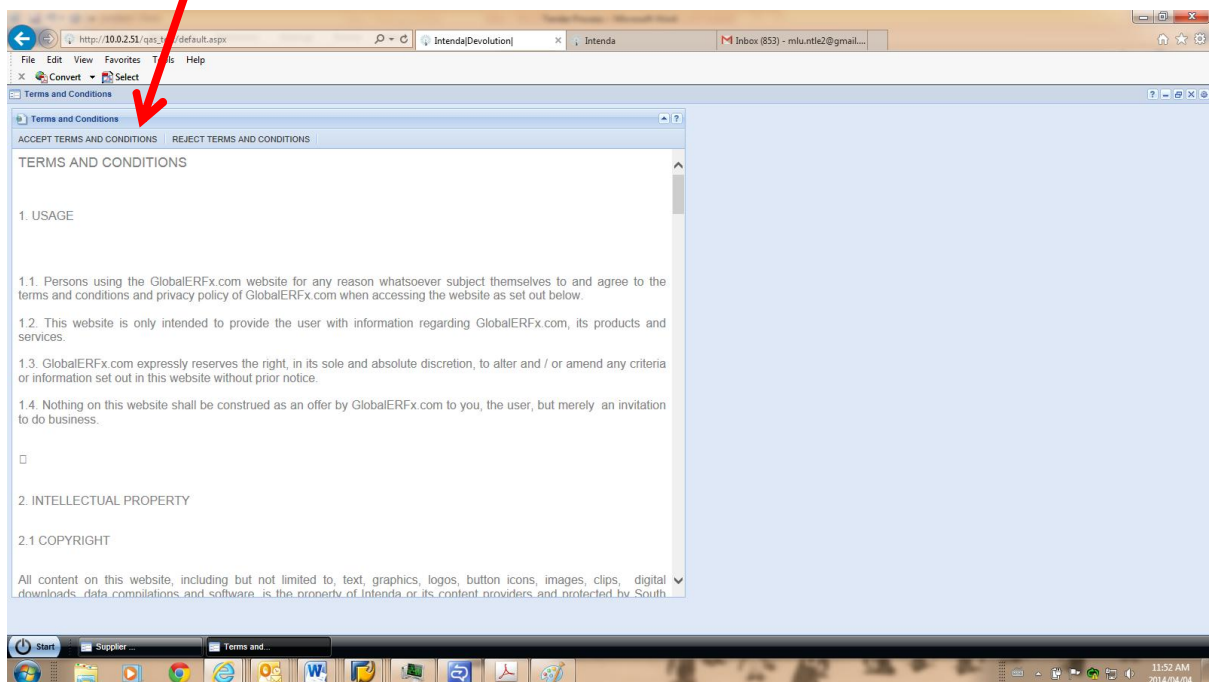 Tender Process - Microsoft Word
http://10.0.2.51/qas_t /default.aspx
Intenda|Devolution|
Intenda
Inbox (853) - mlu.ntle2@gmail....
File Edit View Favorites Help
Convert Select
Terms and Conditions
Terms and Conditions
ACCEPT TERMS AND CONDITIONS REJECT TERMS AND CONDITIONS
TERMS AND CONDITIONS
1. USAGE
1.1. Persons using the GlobalERFx.com website for any reason whatsoever subject themselves to and agree to the
terms and conditions and privacy policy of GlobalERFx.com when accessing the website as set out below.
1.2. This website is only intended to provide the user with information regarding GlobalERFx.com, its products and
services.
1.3. GlobalERFx.com expressly reserves the right, in its sole and absolute discretion, to alter and / or amend any criteria
or information set out in this website without prior notice.
1.4. Nothing on this website shall be construed as an offer by GlobalERFx.com to you, the user, but merely an invitation
to do business.
2. INTELLECTUAL PROPERTY
2.1 COPYRIGHT
All content on this website, including but not limited to, text, graphics, logos, button icons, images, clips, digital
downloads, data compilations and software, is the property of Intenda or its content providers and protected by South
Start Supplier ... Terms and...
11:52 AM
2014/04/04